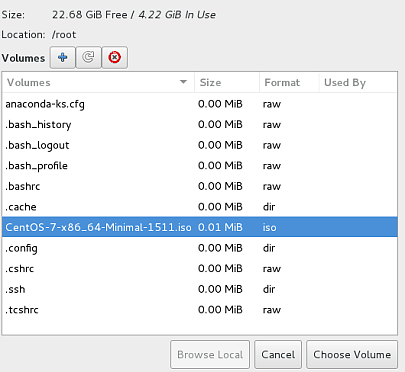 Size: 22.68 GiB Free / 4.22 GiB In Use
Location: /root
Volumes
Volumes Size Format Used By
anaconda-ks.cfg 0.00 MiB raw
.bash_history 0.00 MiB raw
.bash_logout 0.00 MiB raw
.bash_profile 0.00 MiB raw
.bashrc 0.00 MiB raw
.cache 0.00 MiB dir
CentOS-7-x86_64-Minimal-1511.iso 0.01 MiB iso
.config 0.00 MiB dir
.cshrc 0.00 MiB raw
.ssh 0.00 MiB dir
.tcshrc 0.00 MiB raw
Browse Local Cancel Choose Volume